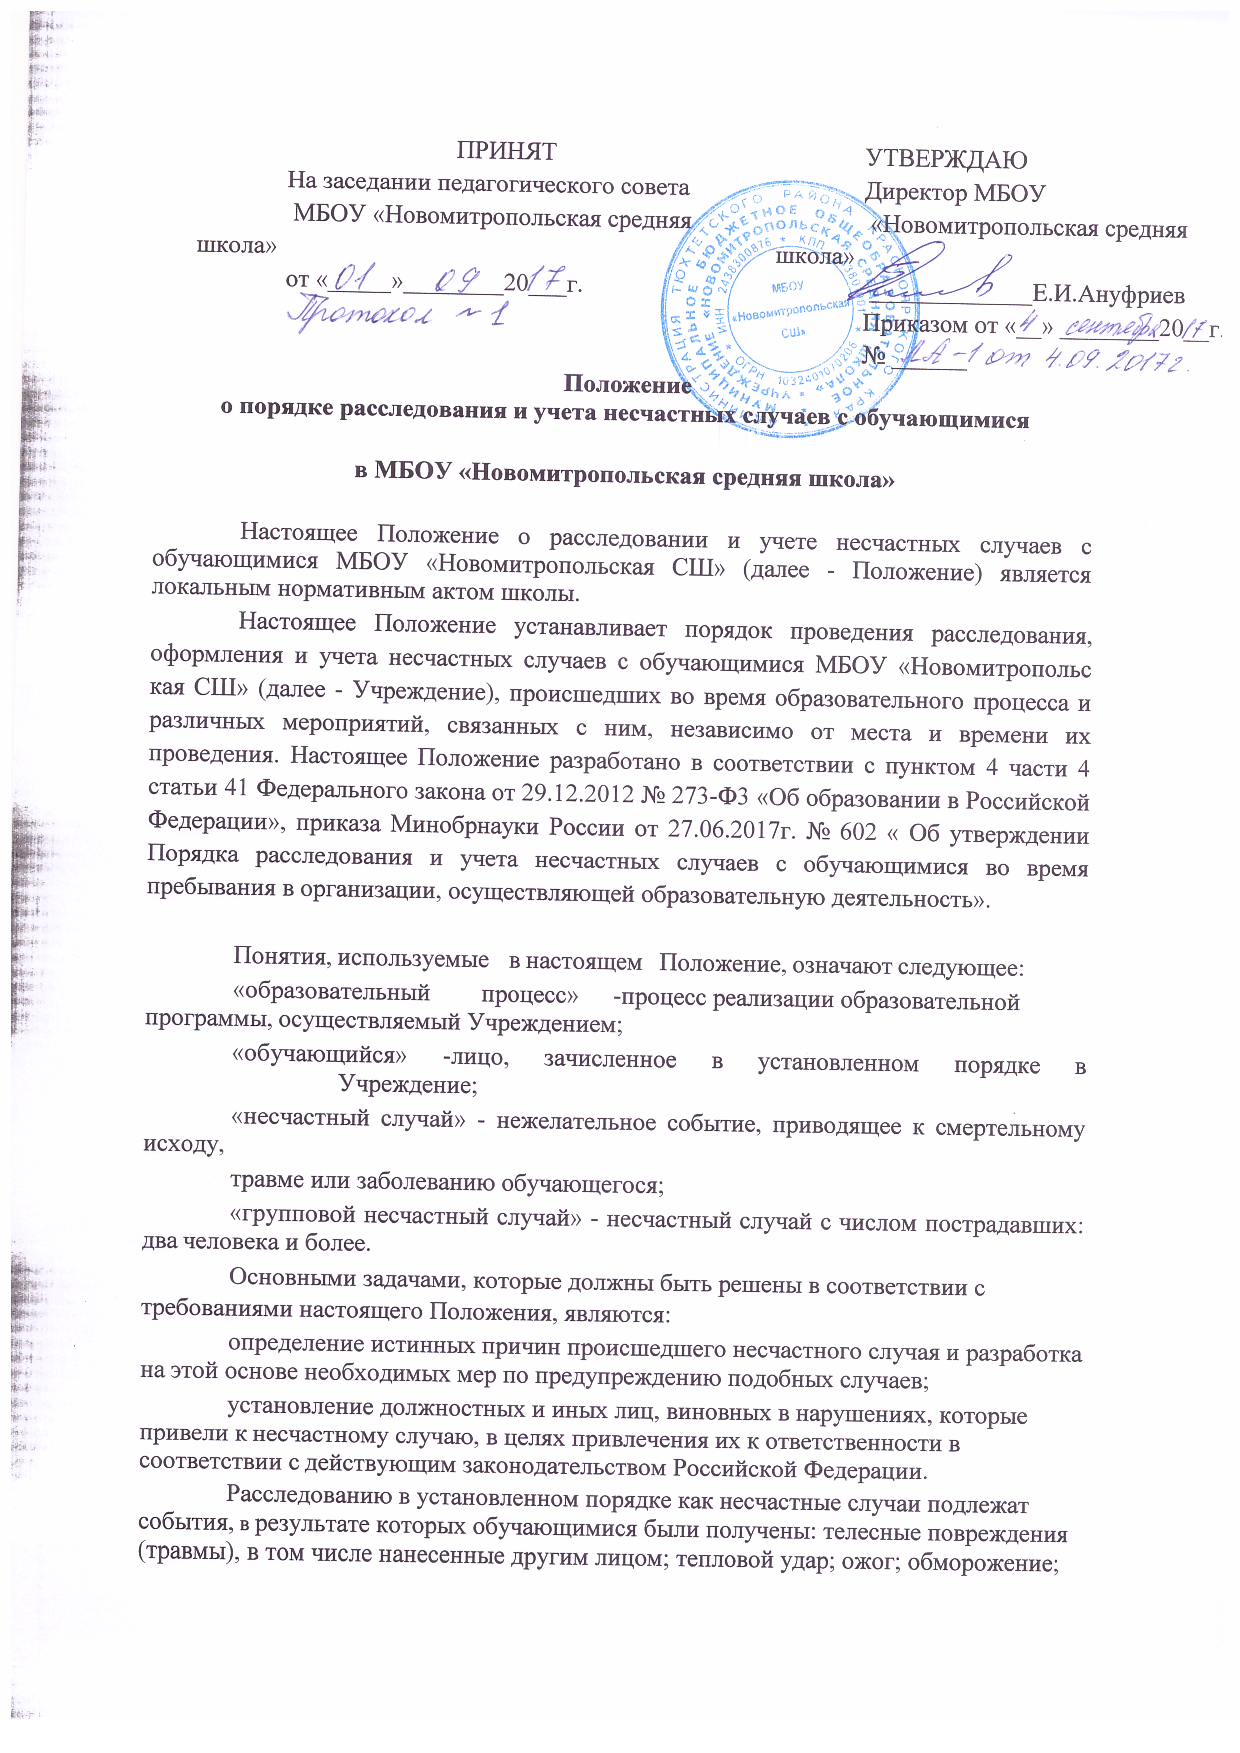 ПРИНЯТ
На заседании педагогического совета
МБОУ «Новомитропольская средняя
школа»
от «01» 09 2017 г.
Протокол № 1
УТВЕРЖДАЮ
Директор МБОУ
«Новомитропольская средняя
школа»
Е.И.Ануфриев
Приказом от «4» сентября 2017 г.
№ -1 от 4.09.2017г.
МБОУ
«Новомитропольская
СШ»
Положение
о порядке расследования и учета несчастных случаев с обучающимися
в МБОУ «Новомитропольская средняя школа»
Настоящее Положение о расследовании и учете несчастных случаев с
обучающимися МБОУ «Новомитропольская СШ» (далее - Положение) является
локальным нормативным актом школы.
Настоящее Положение устанавливает порядок проведения расследования,
оформления и учета несчастных случаев с обучающимися МБОУ «Новомитропольс
кая СШ» (далее - Учреждение), происшедших во время образовательного процесса и
различных мероприятий, связанных с ним, независимо от места и времени их
проведения. Настоящее Положение разработано в соответствии с пунктом 4 части 4
статьи 41 Федерального закона от 29.12.2012 № 273-ФЗ «Об образовании в Российской
Федерации», приказа Минобрнауки России от 27.06.2017г. № 602 « Об утверждении
Порядка расследования и учета несчастных случаев с обучающимися во время
пребывания в организации, осуществляющей образовательную деятельность».
Понятия, используемые в настоящем Положение, означают следующее:
«образовательный процесс» -процесс реализации образовательной
программы, осуществляемый Учреждением;
«обучающийся» -лицо, зачисленное в установленном порядке в
Учреждение;
«несчастный случай» - нежелательное событие, приводящее к смертельному
исходу,
травме или заболеванию обучающегося;
«групповой несчастный случай» - несчастный случай с числом пострадавших:
два человека и более.
Основными задачами, которые должны быть решены в соответствии с
требованиями настоящего Положения, являются:
определение истинных причин происшедшего несчастного случая и разработка
на этой основе необходимых мер по предупреждению подобных случаев;
установление должностных и иных лиц, виновных в нарушениях, которые
привели к несчастному случаю, в целях привлечения их к ответственности в
соответствии с действующим законодательством Российской Федерации.
Расследованию в установленном порядке как несчастные случаи подлежат
события, в результате которых обучающимися были получены: телесные повреждения
(травмы), в том числе нанесенные другим лицом; тепловой удар; ожог; обморожение;